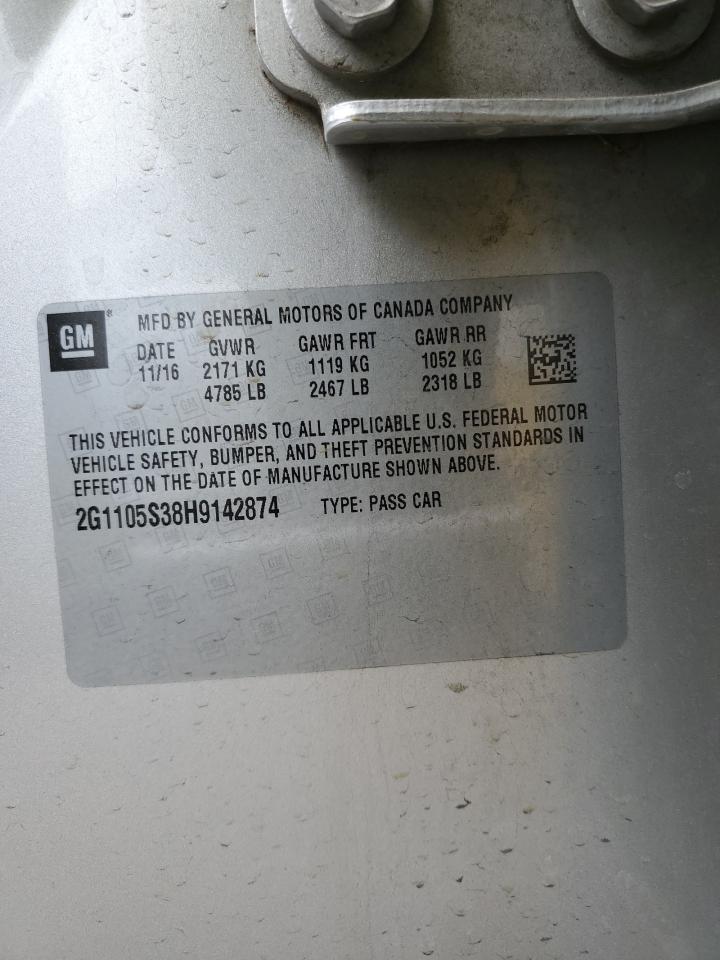 GM ® MFD BY GENERAL MOTORS OF CANADA COMPANY
DATE GVWR GAWR FRT GAWR RR
11/16 2171 KG 1119 KG 1052 KG
4785 LB 2467 LB 2318 LB
THIS VEHICLE CONFORMS TO ALL APPLICABLE U.S. FEDERAL MOTOR
VEHICLE SAFETY, BUMPER, AND THEFT PREVENTION STANDARDS IN
EFFECT ON THE DATE OF MANUFACTURE SHOWN ABOVE.
2G1105S38H9142874 TYPE: PASS CAR